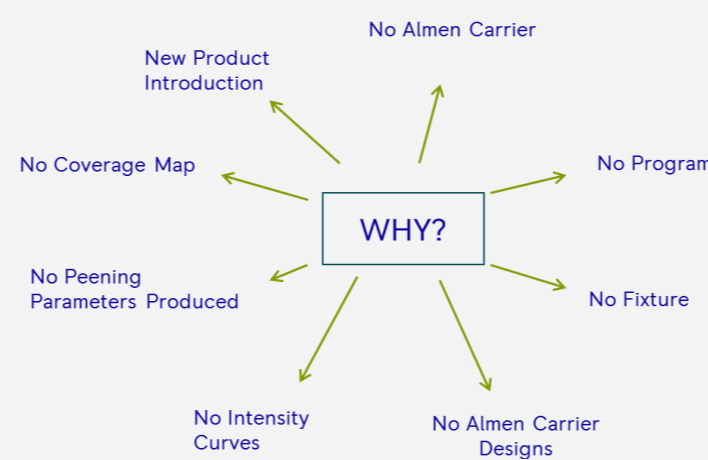 No Almen Carrier
New Product
Introduction
No Coverage Map
No Program
WHY?
No Peening
Parameters Produced
No Fixture
No Intensity
Curves
No Almen Carrier
Designs